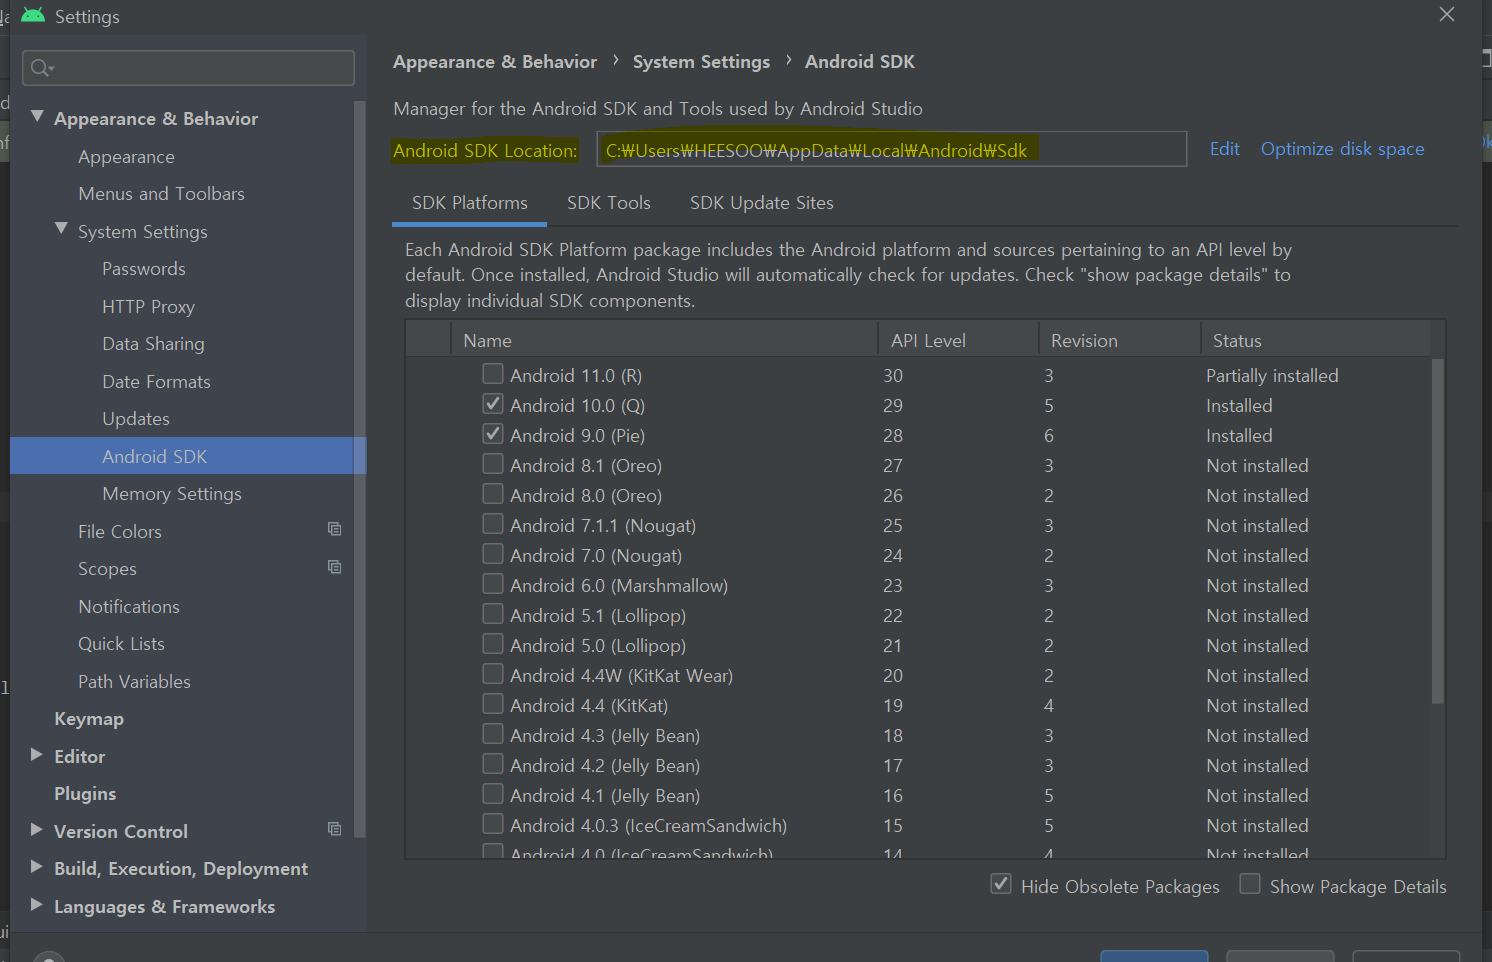 Settings
Appearance & Behavior
Appearance
Menus and Toolbars
System Settings
Passwords
HTTP Proxy
Data Sharing
Date Formats
Updates
Android SDK
Memory Settings
File Colors
Scopes
Notifications
Quick Lists
Path Variables
Keymap
Editor
Plugins
Version Control
Build, Execution, Deployment
Languages & Frameworks
Appearance & Behavior › System Settings › Android SDK
Manager for the Android SDK and Tools used by Android Studio
Android SDK Location: C:₩Users₩HEESOO₩AppData₩Local₩Android₩Sdk Edit Optimize disk space
SDK Platforms SDK Tools SDK Update Sites
Each Android SDK Platform package includes the Android platform and sources pertaining to an API level by
default. Once installed, Android Studio will automatically check for updates. Check "show package details" to
display individual SDK components.
Name API Level Revision Status
Android 11.0 (R) 30 3 Partially installed
Android 10.0 (Q) 29 5 Installed
Android 9.0 (Pie) 28 6 Installed
Android 8.1 (Oreo) 27 3 Not installed
Android 8.0 (Oreo) 26 2 Not installed
Android 7.1.1 (Nougat) 25 3 Not installed
Android 7.0 (Nougat) 24 2 Not installed
Android 6.0 (Marshmallow) 23 3 Not installed
Android 5.1 (Lollipop) 22 2 Not installed
Android 5.0 (Lollipop) 21 2 Not installed
Android 4.4W (KitKat Wear) 20 2 Not installed
Android 4.4 (KitKat) 19 4 Not installed
Android 4.3 (Jelly Bean) 18 3 Not installed
Android 4.2 (Jelly Bean) 17 3 Not installed
Android 4.1 (Jelly Bean) 16 5 Not installed
Android 4.0.3 (IceCreamSandwich) 15 5 Not installed
Android 4.0 (IceCreamSandwich) 14 4 Not installed
Hide Obsolete Packages Show Package Details